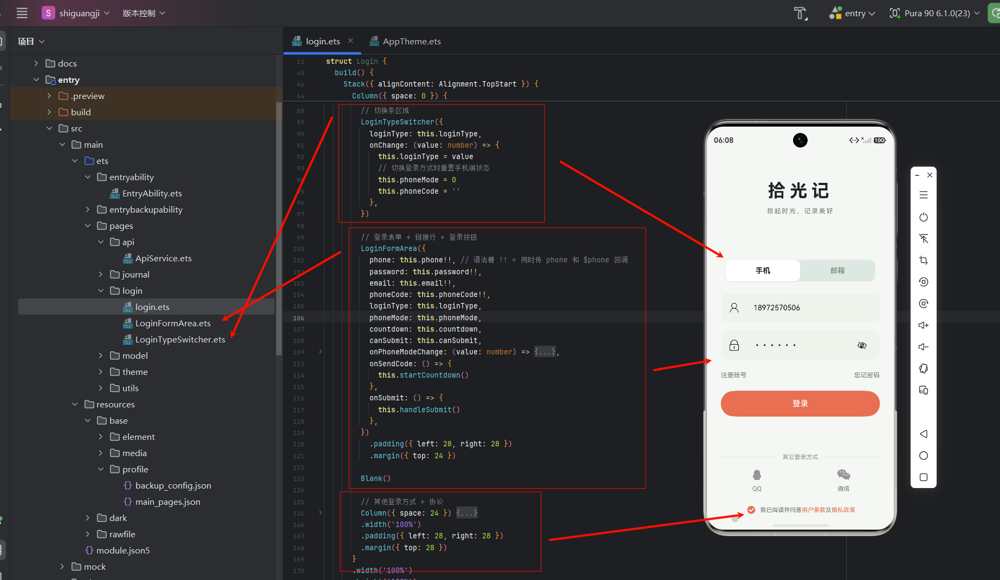 S shiguangji 版本控制
entry Pura 90 6.1.0(23)
项目
docs
entry
.preview
build
src
main
ets
entryability
EntryAbility.ets
entrybackupability
pages
api
ApiService.ets
journal
login
login.ets
LoginFormArea.ets
LoginTypeSwitcher.ets
model
theme
utils
resources
base
element
media
profile
backup_config.json
main_pages.json
dark
rawfile
module.json5
mock
login.ets AppTheme.ets
12 struct Login {
45 build() {
46 Stack({ alignContent: Alignment.TopStart }) {
64 Column({ space: 0 }) {
88 // 切换条区域
89 LoginTypeSwitcher({
90 loginType: this.loginType,
91 onChange: (value: number) => {
92 this.loginType = value
93 // 切换登录方式时重置手机端状态
this.phoneMode = 0
this.phoneCode = ''
96 },
97 })
98
99 // 登录表单 + 链接行 + 登录按钮
100 LoginFormArea({
101 phone: this.phone!!, // 语法糖 !! = 同时传 phone 和 $phone 回调
102 password: this.password!!,
103 email: this.email!!,
104 phoneCode: this.phoneCode!!,
105 loginType: this.loginType,
106 phoneMode: this.phoneMode,
107 countdown: this.countdown,
108 canSubmit: this.canSubmit,
109 onPhoneModeChange: (value: number) => {...},
113 onSendCode: () => {
114 this.startCountdown()
115 },
116 onSubmit: () => {
117 this.handleSubmit()
118 },
119 })
120 .padding({ left: 28, right: 28 })
121 .margin({ top: 24 })
122
123 Blank()
124
125 // 其他登录方式 + 协议
126 Column({ space: 24 }) {...}
166 .width('100%')
167 .padding({ left: 28, right: 28 })
168 .margin({ top: 28 })
169 }
170 .width('100%')
06:08 100
拾光记
拾起时光，记录美好
手机 邮箱
18972570506
注册账号 忘记密码
登录
其它登录方式
QQ 微信
我已阅读并同意用户条款及隐私政策